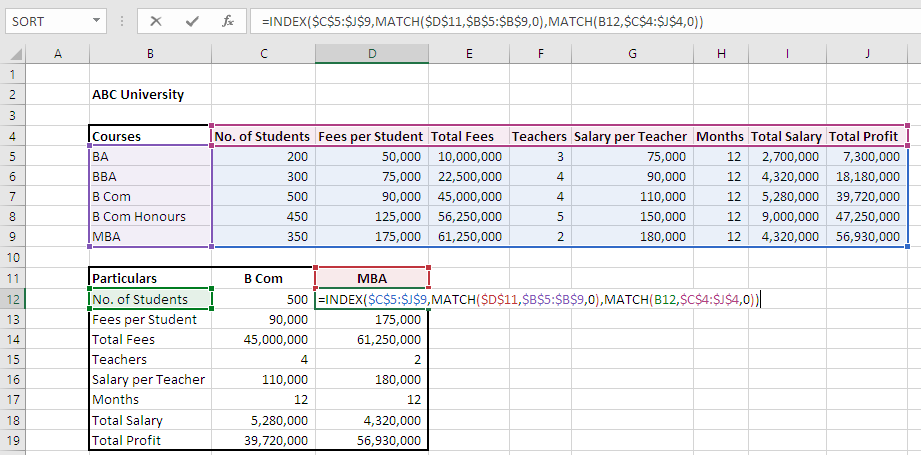 SORT =INDEX($C$5:$J$9,MATCH($D$11,$B$5:$B$9,0),MATCH(B12,$C$4:$J$4,0))
A B C D E F G H I J
1
2 ABC University
3
4 Courses No. of Students Fees per Student Total Fees Teachers Salary per Teacher Months Total Salary Total Profit
5 BA 200 50,000 10,000,000 3 75,000 12 2,700,000 7,300,000
6 BBA 300 75,000 22,500,000 4 90,000 12 4,320,000 18,180,000
7 B Com 500 90,000 45,000,000 4 110,000 12 5,280,000 39,720,000
8 B Com Honours 450 125,000 56,250,000 5 150,000 12 9,000,000 47,250,000
9 MBA 350 175,000 61,250,000 2 180,000 12 4,320,000 56,930,000
10
11 Particulars B Com MBA
12 No. of Students 500 =INDEX($C$5:$J$9,MATCH($D$11,$B$5:$B$9,0),MATCH(B12,$C$4:$J$4,0))
13 Fees per Student 90,000 175,000
14 Total Fees 45,000,000 61,250,000
15 Teachers 4 2
16 Salary per Teacher 110,000 180,000
17 Months 12 12
18 Total Salary 5,280,000 4,320,000
19 Total Profit 39,720,000 56,930,000